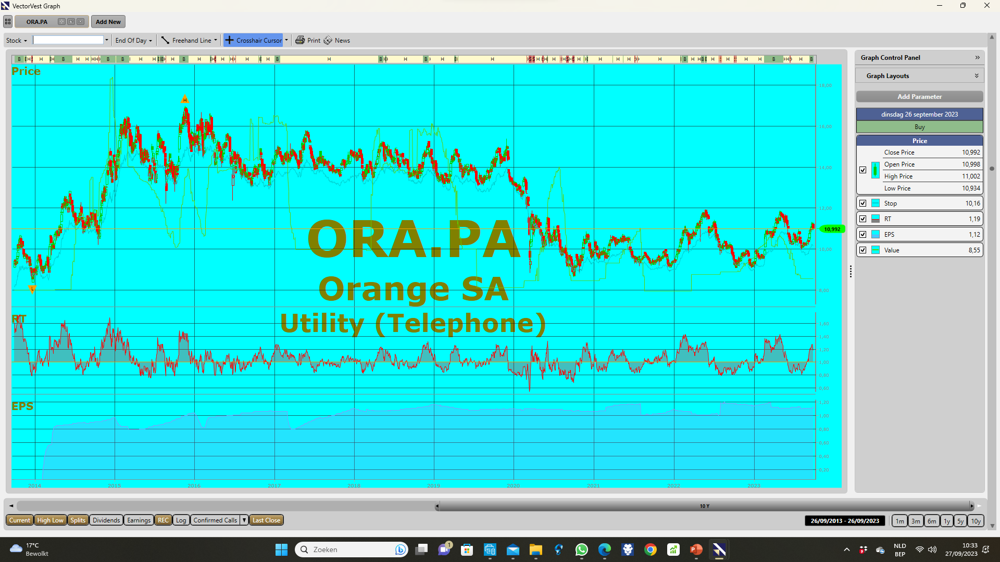 VectorVest Graph
ORA.PA
Add New
Stock
End Of Day
Freehand Line
Crosshair Cursor
Print
News
Price
18,00
16,00
14,00
12,00
10,992
10,00
8,00
H
L
ORA.PA
Orange SA
Utility (Telephone)
RT
1,60
1,40
1,20
1,00
0,80
0,60
EPS
1,20
1,00
0,80
0,60
0,40
0,20
2014 2015 2016 2017 2018 2019 2020 2021 2022 2023
Graph Control Panel
Graph Layouts
Add Parameter
dinsdag 26 september 2023
Buy
Price
Close Price 10,992
Open Price 10,998
High Price 11,002
Low Price 10,934
Stop 10,16
RT 1,19
EPS 1,12
Value 8,55
10 Y
Current High Low Splits Dividends Earnings REC Log Confirmed Calls Last Close
26/09/2013 - 26/09/2023
1m 3m 6m 1y 5y 10y
17°C
Bewolkt
Zoeken
1
NLD
BEP
10:33
27/09/2023